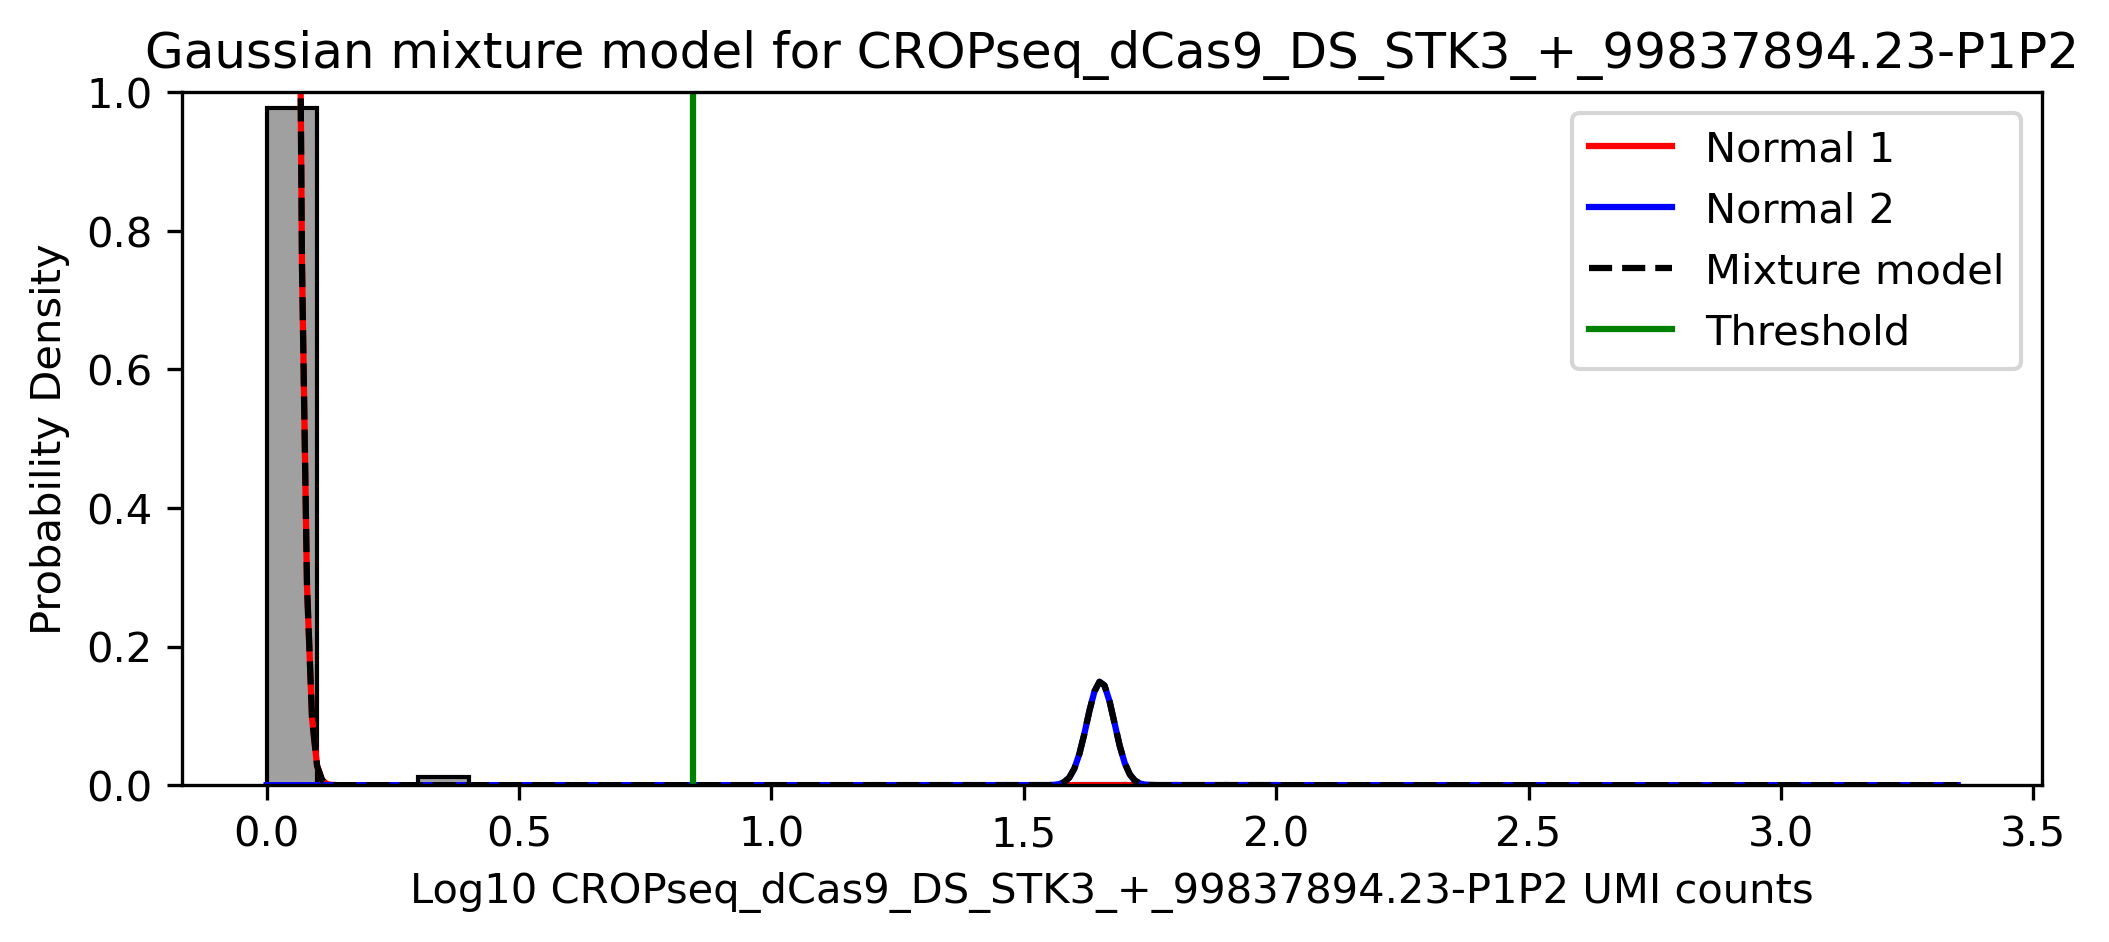 Gaussian mixture model for CROPseq_dCas9_DS_STK3_+_99837894.23-P1P2
1.0
0.8
0.6
0.4
0.2
0.0
Probability Density
Normal 1
Normal 2
Mixture model
Threshold
0.0 0.5 1.0 1.5 2.0 2.5 3.0 3.5
Log10 CROPseq_dCas9_DS_STK3_+_99837894.23-P1P2 UMI counts